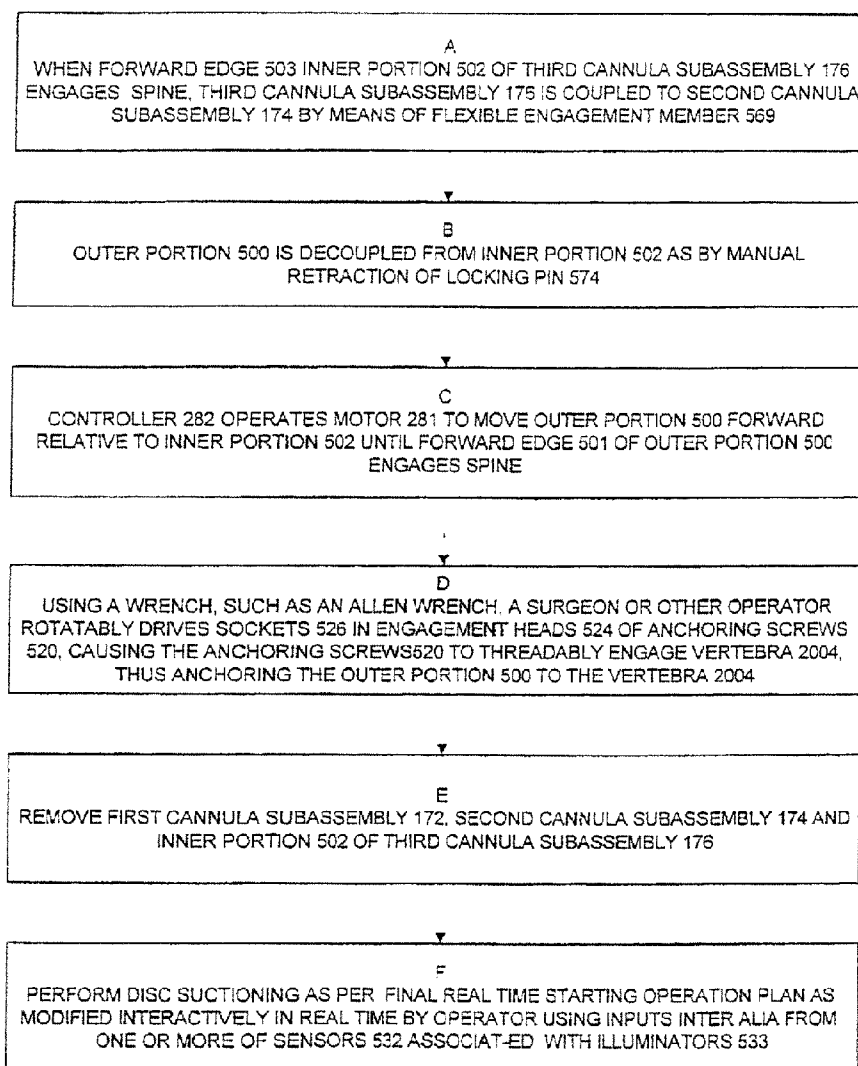 A
WHEN FORWARD EDGE 503 INNER PORTION 502 OF THIRD CANNULA SUBASSEMBLY 176
ENGAGES SPINE, THIRD CANNULA SUBASSEMBLY 176 IS COUPLED TO SECOND CANNULA
SUBASSEMBLY 174 BY MEANS OF FLEXIBLE ENGAGEMENT MEMBER 569
B
OUTER PORTION 500 IS DECOUPLED FROM INNER PORTION 502 AS BY MANUAL
RETRACTION OF LOCKING PIN 574
C
CONTROLLER 282 OPERATES MOTOR 281 TO MOVE OUTER PORTION 500 FORWARD
RELATIVE TO INNER PORTION 502 UNTIL FORWARD EDGE 501 OF OUTER PORTION 500
ENGAGES SPINE
D
USING A WRENCH, SUCH AS AN ALLEN WRENCH, A SURGEON OR OTHER OPERATOR
ROTATABLY DRIVES SOCKETS 526 IN ENGAGEMENT HEADS 524 OF ANCHORING SCREWS
520, CAUSING THE ANCHORING SCREWS520 TO THREADABLY ENGAGE VERTEBRA 2004,
THUS ANCHORING THE OUTER PORTION 500 TO THE VERTEBRA 2004
E
REMOVE FIRST CANNULA SUBASSEMBLY 172, SECOND CANNULA SUBASSEMBLY 174 AND
INNER PORTION 502 OF THIRD CANNULA SUBASSEMBLY 176
F
PERFORM DISC SUCTIONING AS PER FINAL REAL TIME STARTING OPERATION PLAN AS
MODIFIED INTERACTIVELY IN REAL TIME BY OPERATOR USING INPUTS INTER ALIA FROM
ONE OR MORE OF SENSORS 532 ASSOCIAT-ED WITH ILLUMINATORS 533